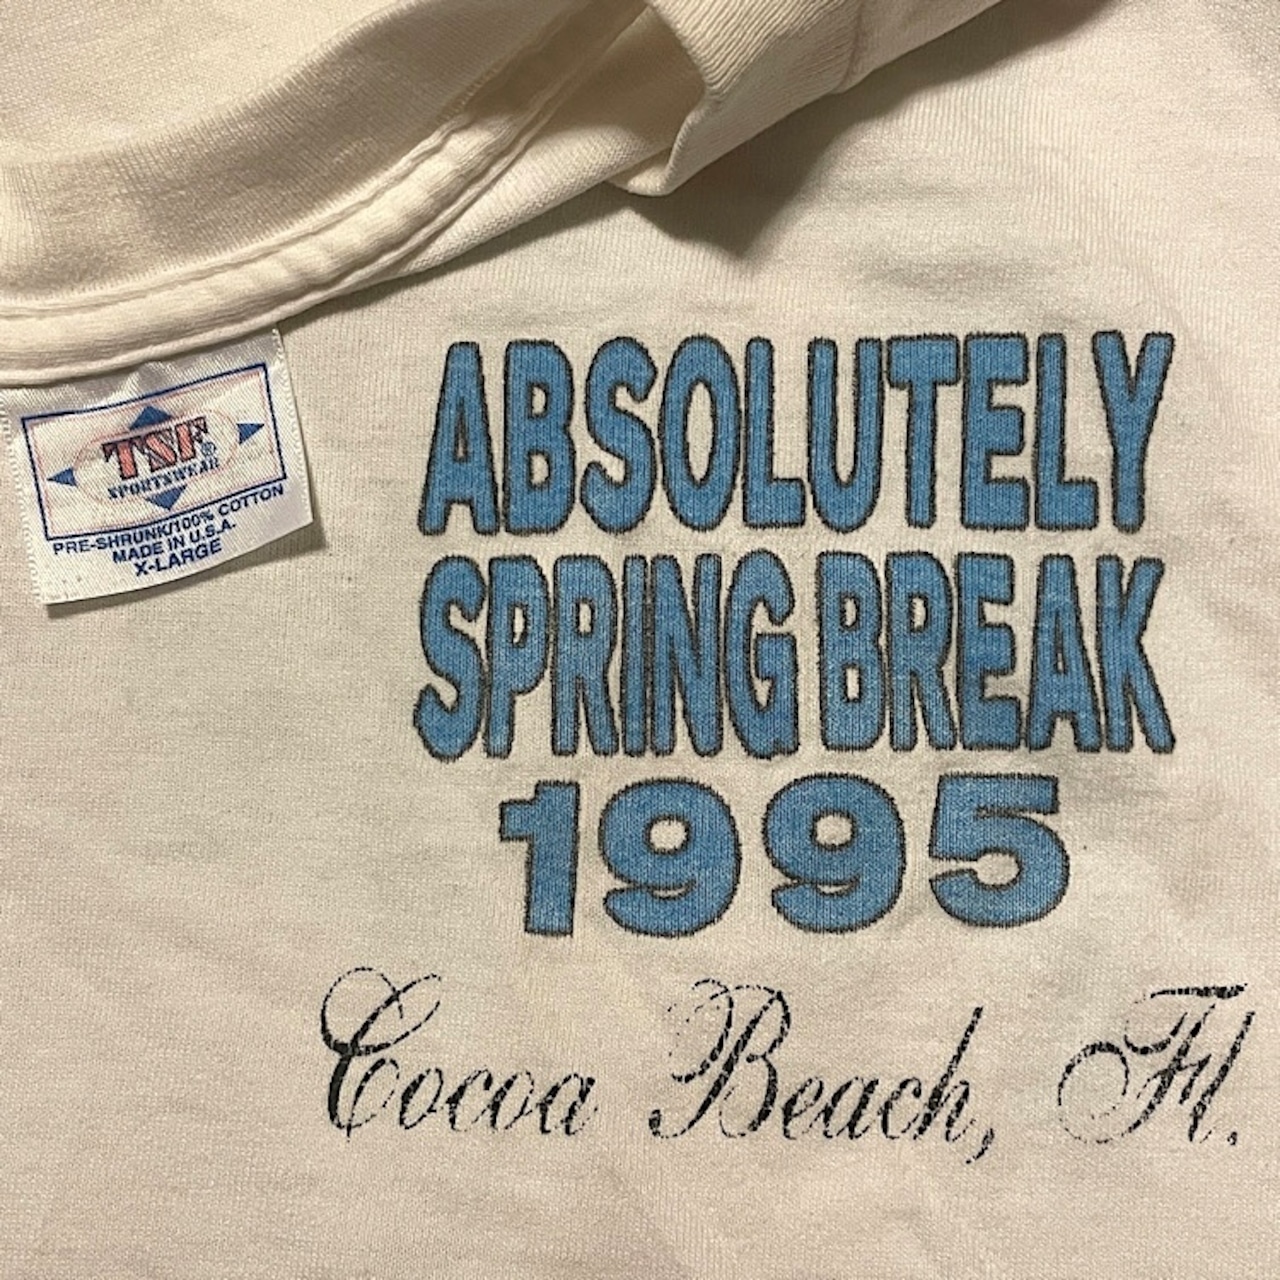 TSF®
SPORTSWEAR
PRE-SHRUNK/100% COTTON
MADE IN U.S.A.
X-LARGE
ABSOLUTELY
SPRING BREAK
1995
Cocoa Beach, Fl.